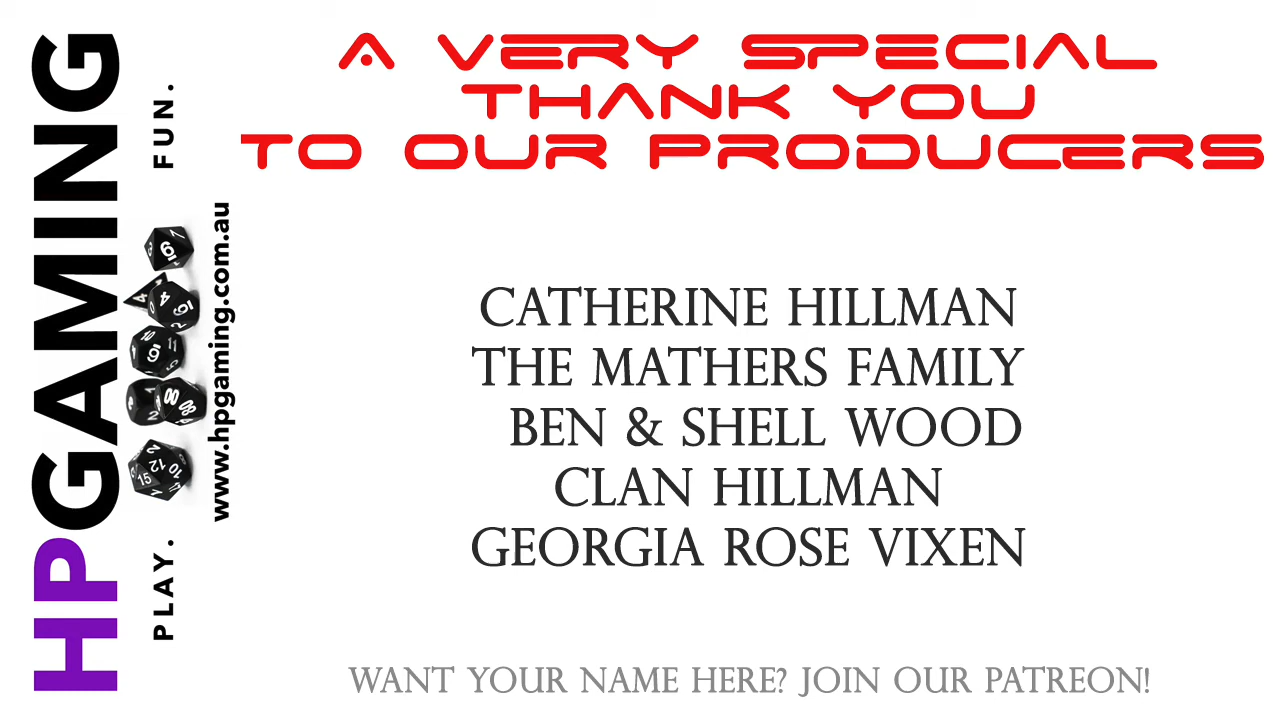 HPGAMING
PLAY. FUN.
www.hpgaming.com.au
A VERY SPECIAL
THANK YOU
TO OUR PRODUCERS
CATHERINE HILLMAN
THE MATHERS FAMILY
BEN & SHELL WOOD
CLAN HILLMAN
GEORGIA ROSE VIXEN
WANT YOUR NAME HERE? JOIN OUR PATREON!